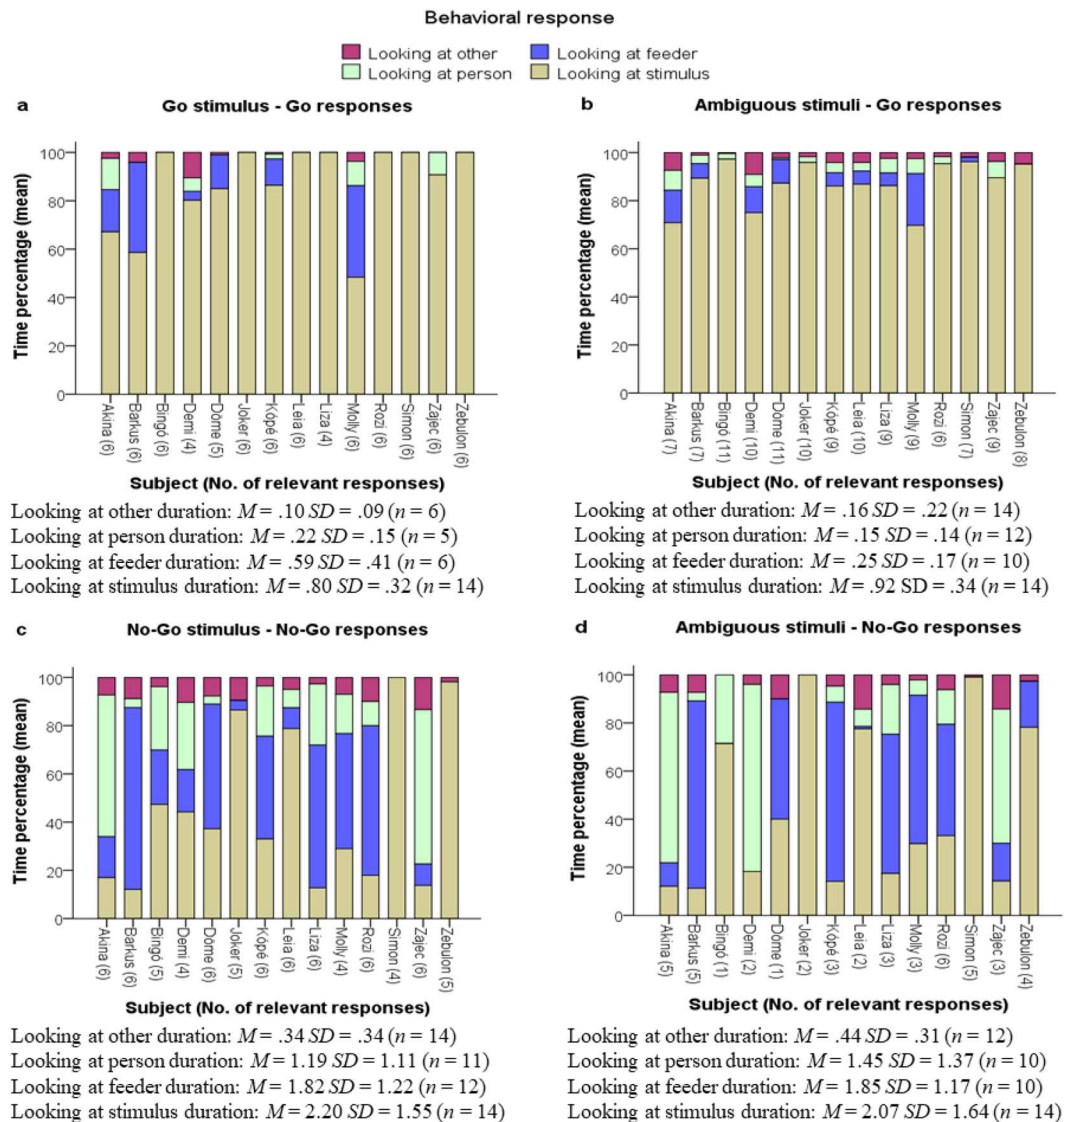 Behavioral response
Looking at other Looking at feeder
Looking at person Looking at stimulus
a Go stimulus - Go responses
Time percentage (mean)
100
80
60
40
20
0
Akina (6) Barkus (6) Bingó (6) Demi (4) Döme (5) Joker (6) Kópé (6) Leia (6) Liza (4) Molly (6) Rozi (6) Simon (6) Zajec (6) Zebulon (6)
Subject (No. of relevant responses)
Looking at other duration: M = .10 SD = .09 (n = 6)
Looking at person duration: M = .22 SD = .15 (n = 5)
Looking at feeder duration: M = .59 SD = .41 (n = 6)
Looking at stimulus duration: M = .80 SD = .32 (n = 14)
b Ambiguous stimuli - Go responses
Time percentage (mean)
100
80
60
40
20
0
Akina (7) Barkus (7) Bingó (11) Demi (10) Döme (11) Joker (10) Kópé (9) Leia (10) Liza (9) Molly (9) Rozi (6) Simon (7) Zajec (9) Zebulon (8)
Subject (No. of relevant responses)
Looking at other duration: M = .16 SD = .22 (n = 14)
Looking at person duration: M = .15 SD = .14 (n = 12)
Looking at feeder duration: M = .25 SD = .17 (n = 10)
Looking at stimulus duration: M = .92 SD = .34 (n = 14)
c No-Go stimulus - No-Go responses
Time percentage (mean)
100
80
60
40
20
0
Akina (6) Barkus (6) Bingó (5) Demi (4) Döme (6) Joker (5) Kópé (6) Leia (6) Liza (6) Molly (4) Rozi (6) Simon (4) Zajec (6) Zebulon (5)
Subject (No. of relevant responses)
Looking at other duration: M = .34 SD = .34 (n = 14)
Looking at person duration: M = 1.19 SD = 1.11 (n = 11)
Looking at feeder duration: M = 1.82 SD = 1.22 (n = 12)
Looking at stimulus duration: M = 2.20 SD = 1.55 (n = 14)
d Ambiguous stimuli - No-Go responses
Time percentage (mean)
100
80
60
40
20
0
Akina (5) Barkus (5) Bingó (1) Demi (2) Döme (1) Joker (2) Kópé (3) Leia (2) Liza (3) Molly (3) Rozi (6) Simon (5) Zajec (3) Zebulon (4)
Subject (No. of relevant responses)
Looking at other duration: M = .44 SD = .31 (n = 12)
Looking at person duration: M = 1.45 SD = 1.37 (n = 10)
Looking at feeder duration: M = 1.85 SD = 1.17 (n = 10)
Looking at stimulus duration: M = 2.07 SD = 1.64 (n = 14)